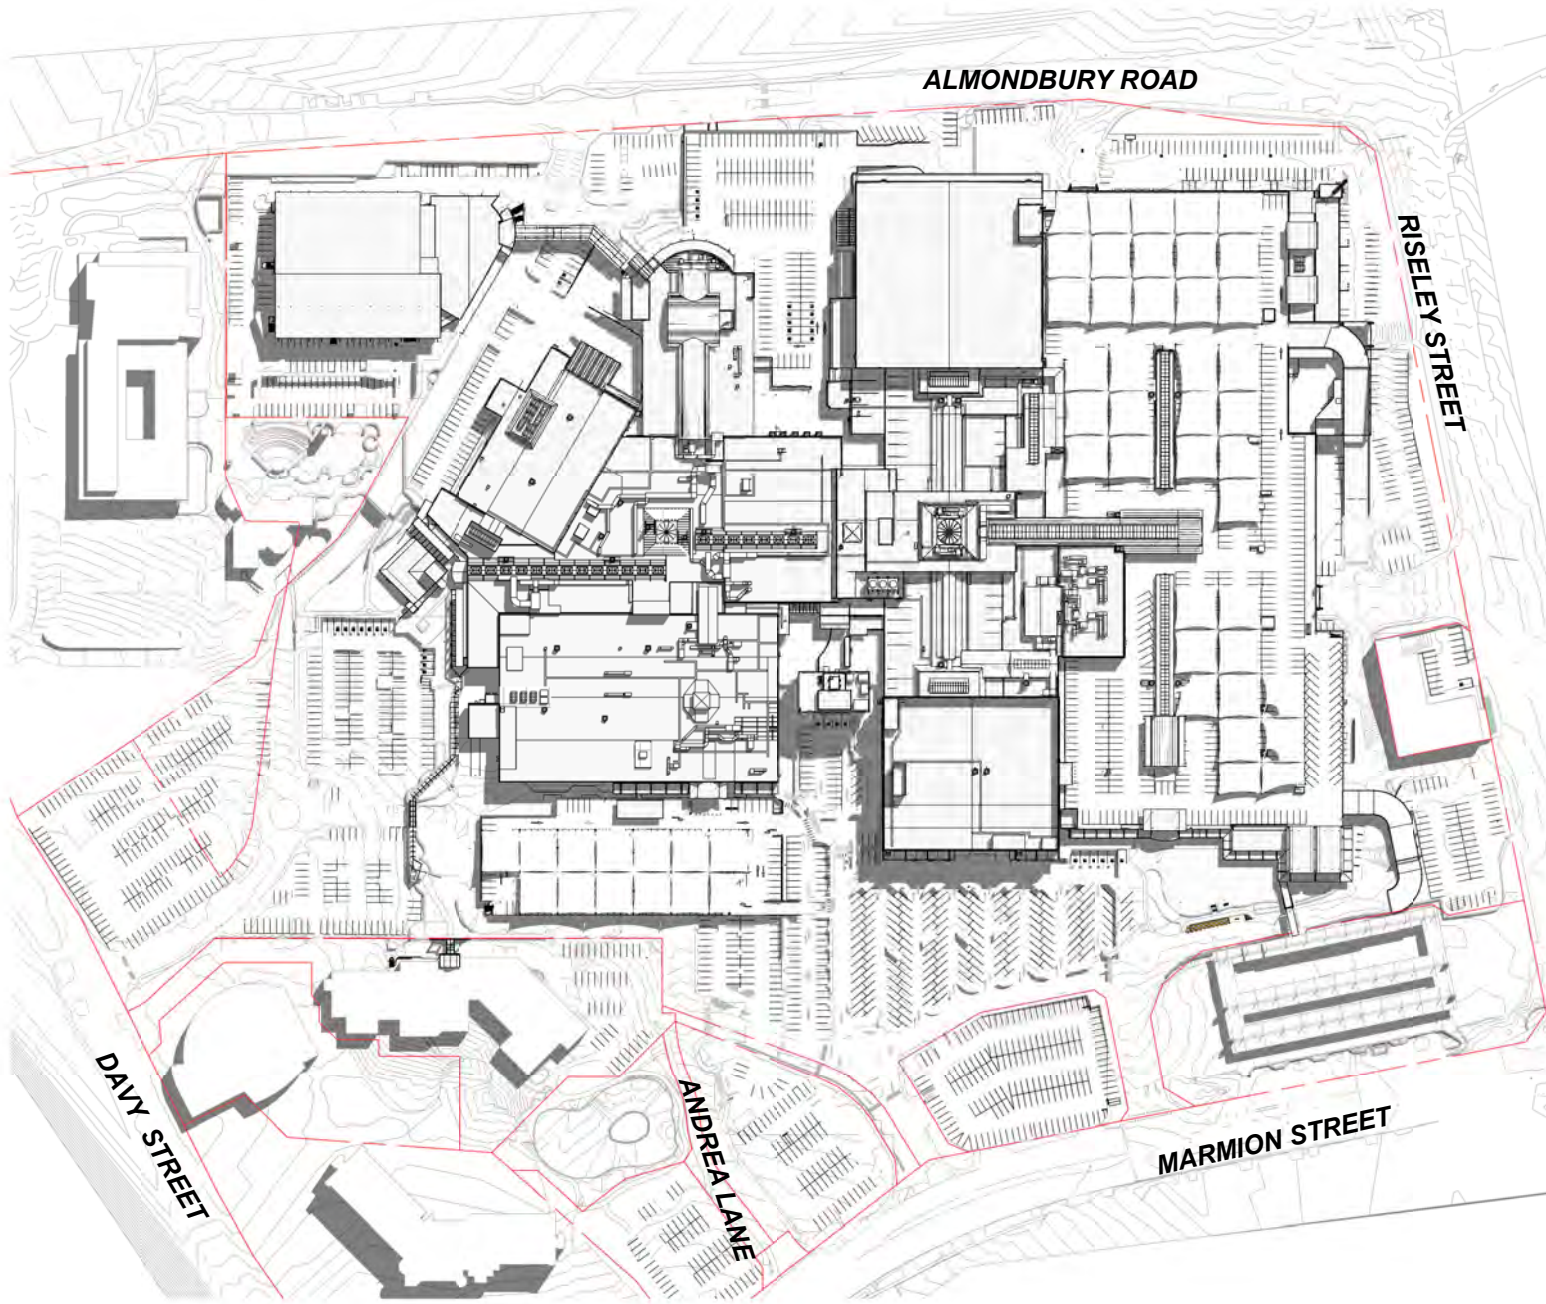 ALMONDBURY ROAD
RISELEY STREET
DAVY STREET
ANDREA LANE
MARMION STREET